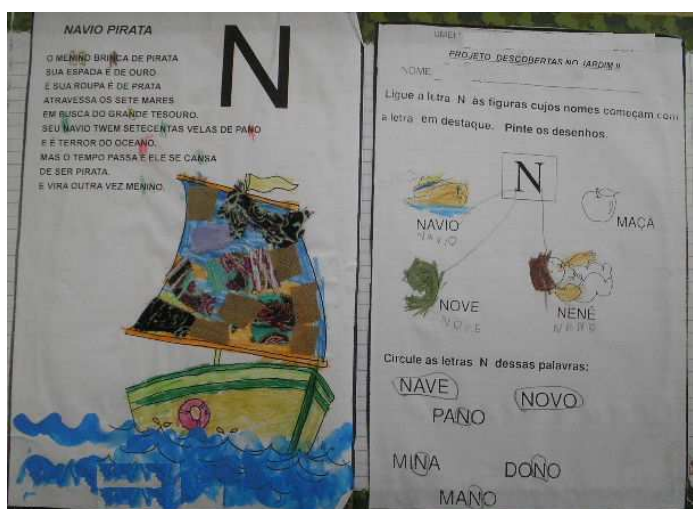 NAVIO PIRATA
N
O MENINO BRINCA DE PIRATA
SUA ESPADA É DE OURO
E SUA ROUPA É DE PRATA
ATRAVESSA OS SETE MARES
EM BUSCA DO GRANDE TESOURO.
SEU NAVIO TWEM SETECENTAS VELAS DE PANO
E É TERROR DO OCEANO.
MAS O TEMPO PASSA E ELE SE CANSA
DE SER PIRATA.
E VIRA OUTRA VEZ MENINO.
UMEI:
PROJETO DESCOBERTAS NO JARDIM II
NOME
Ligue a letra N às figuras cujos nomes começam com
a letra em destaque. Pinte os desenhos.
N
NAVIO
NAVIO
MAÇÃ
NOVE
NOVE
NENÊ
Circule as letras N dessas palavras:
NAVE
NOVO
PANO
MINA
DONO
MANO